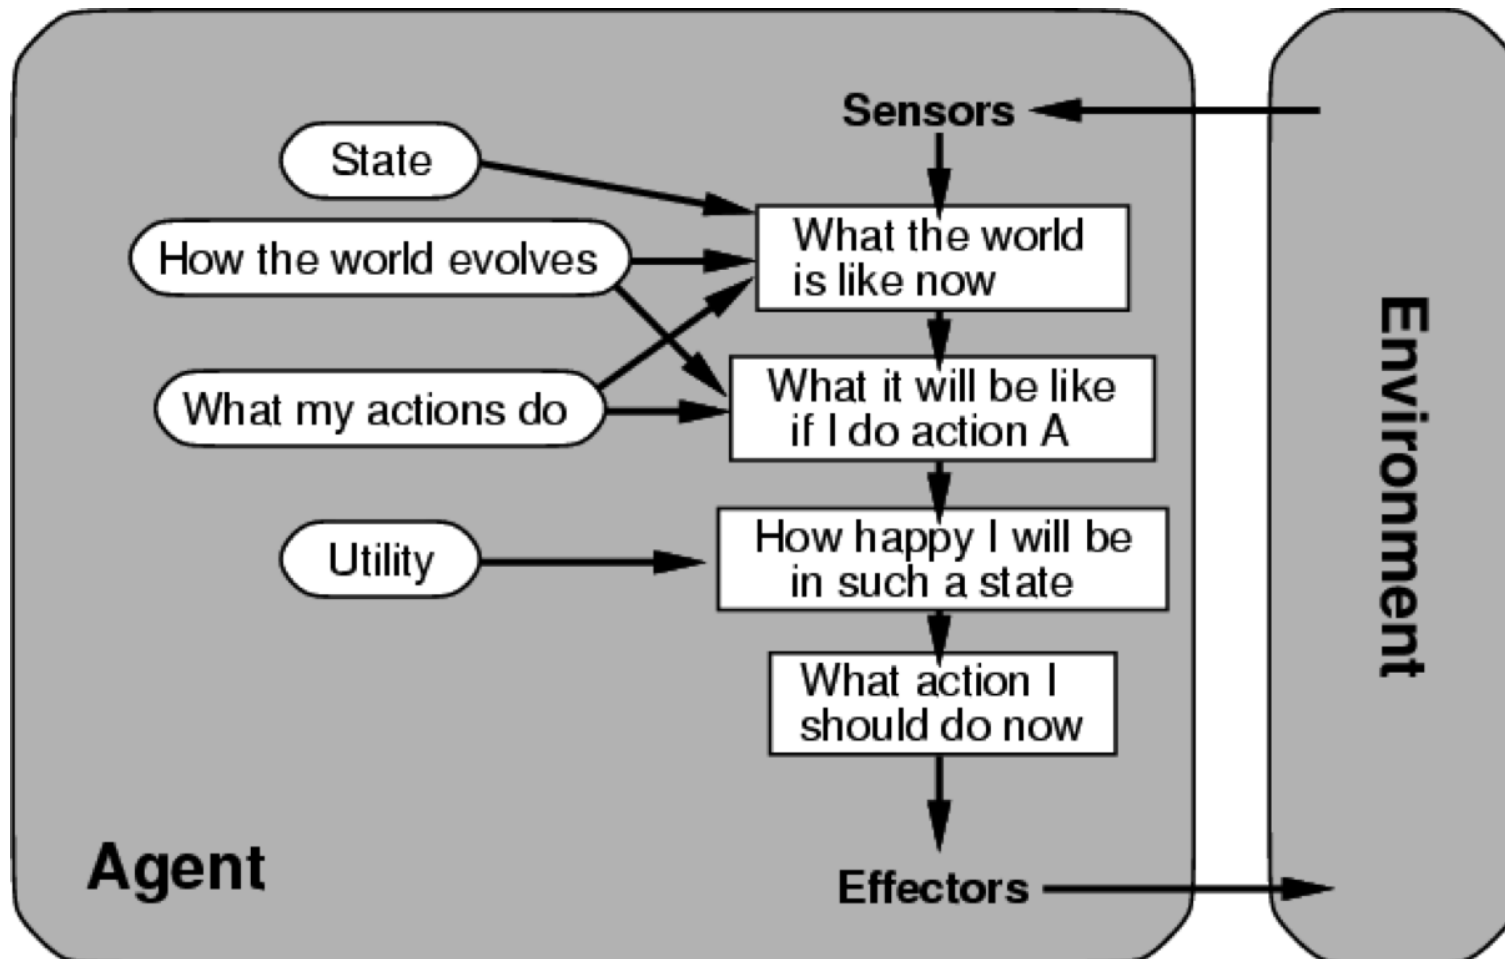 Sensors
State
What the world
is like now
How the world evolves
What it will be like
if I do action A
What my actions do
How happy I will be
in such a state
Utility
What action I
should do now
Agent
Effectors
Environment